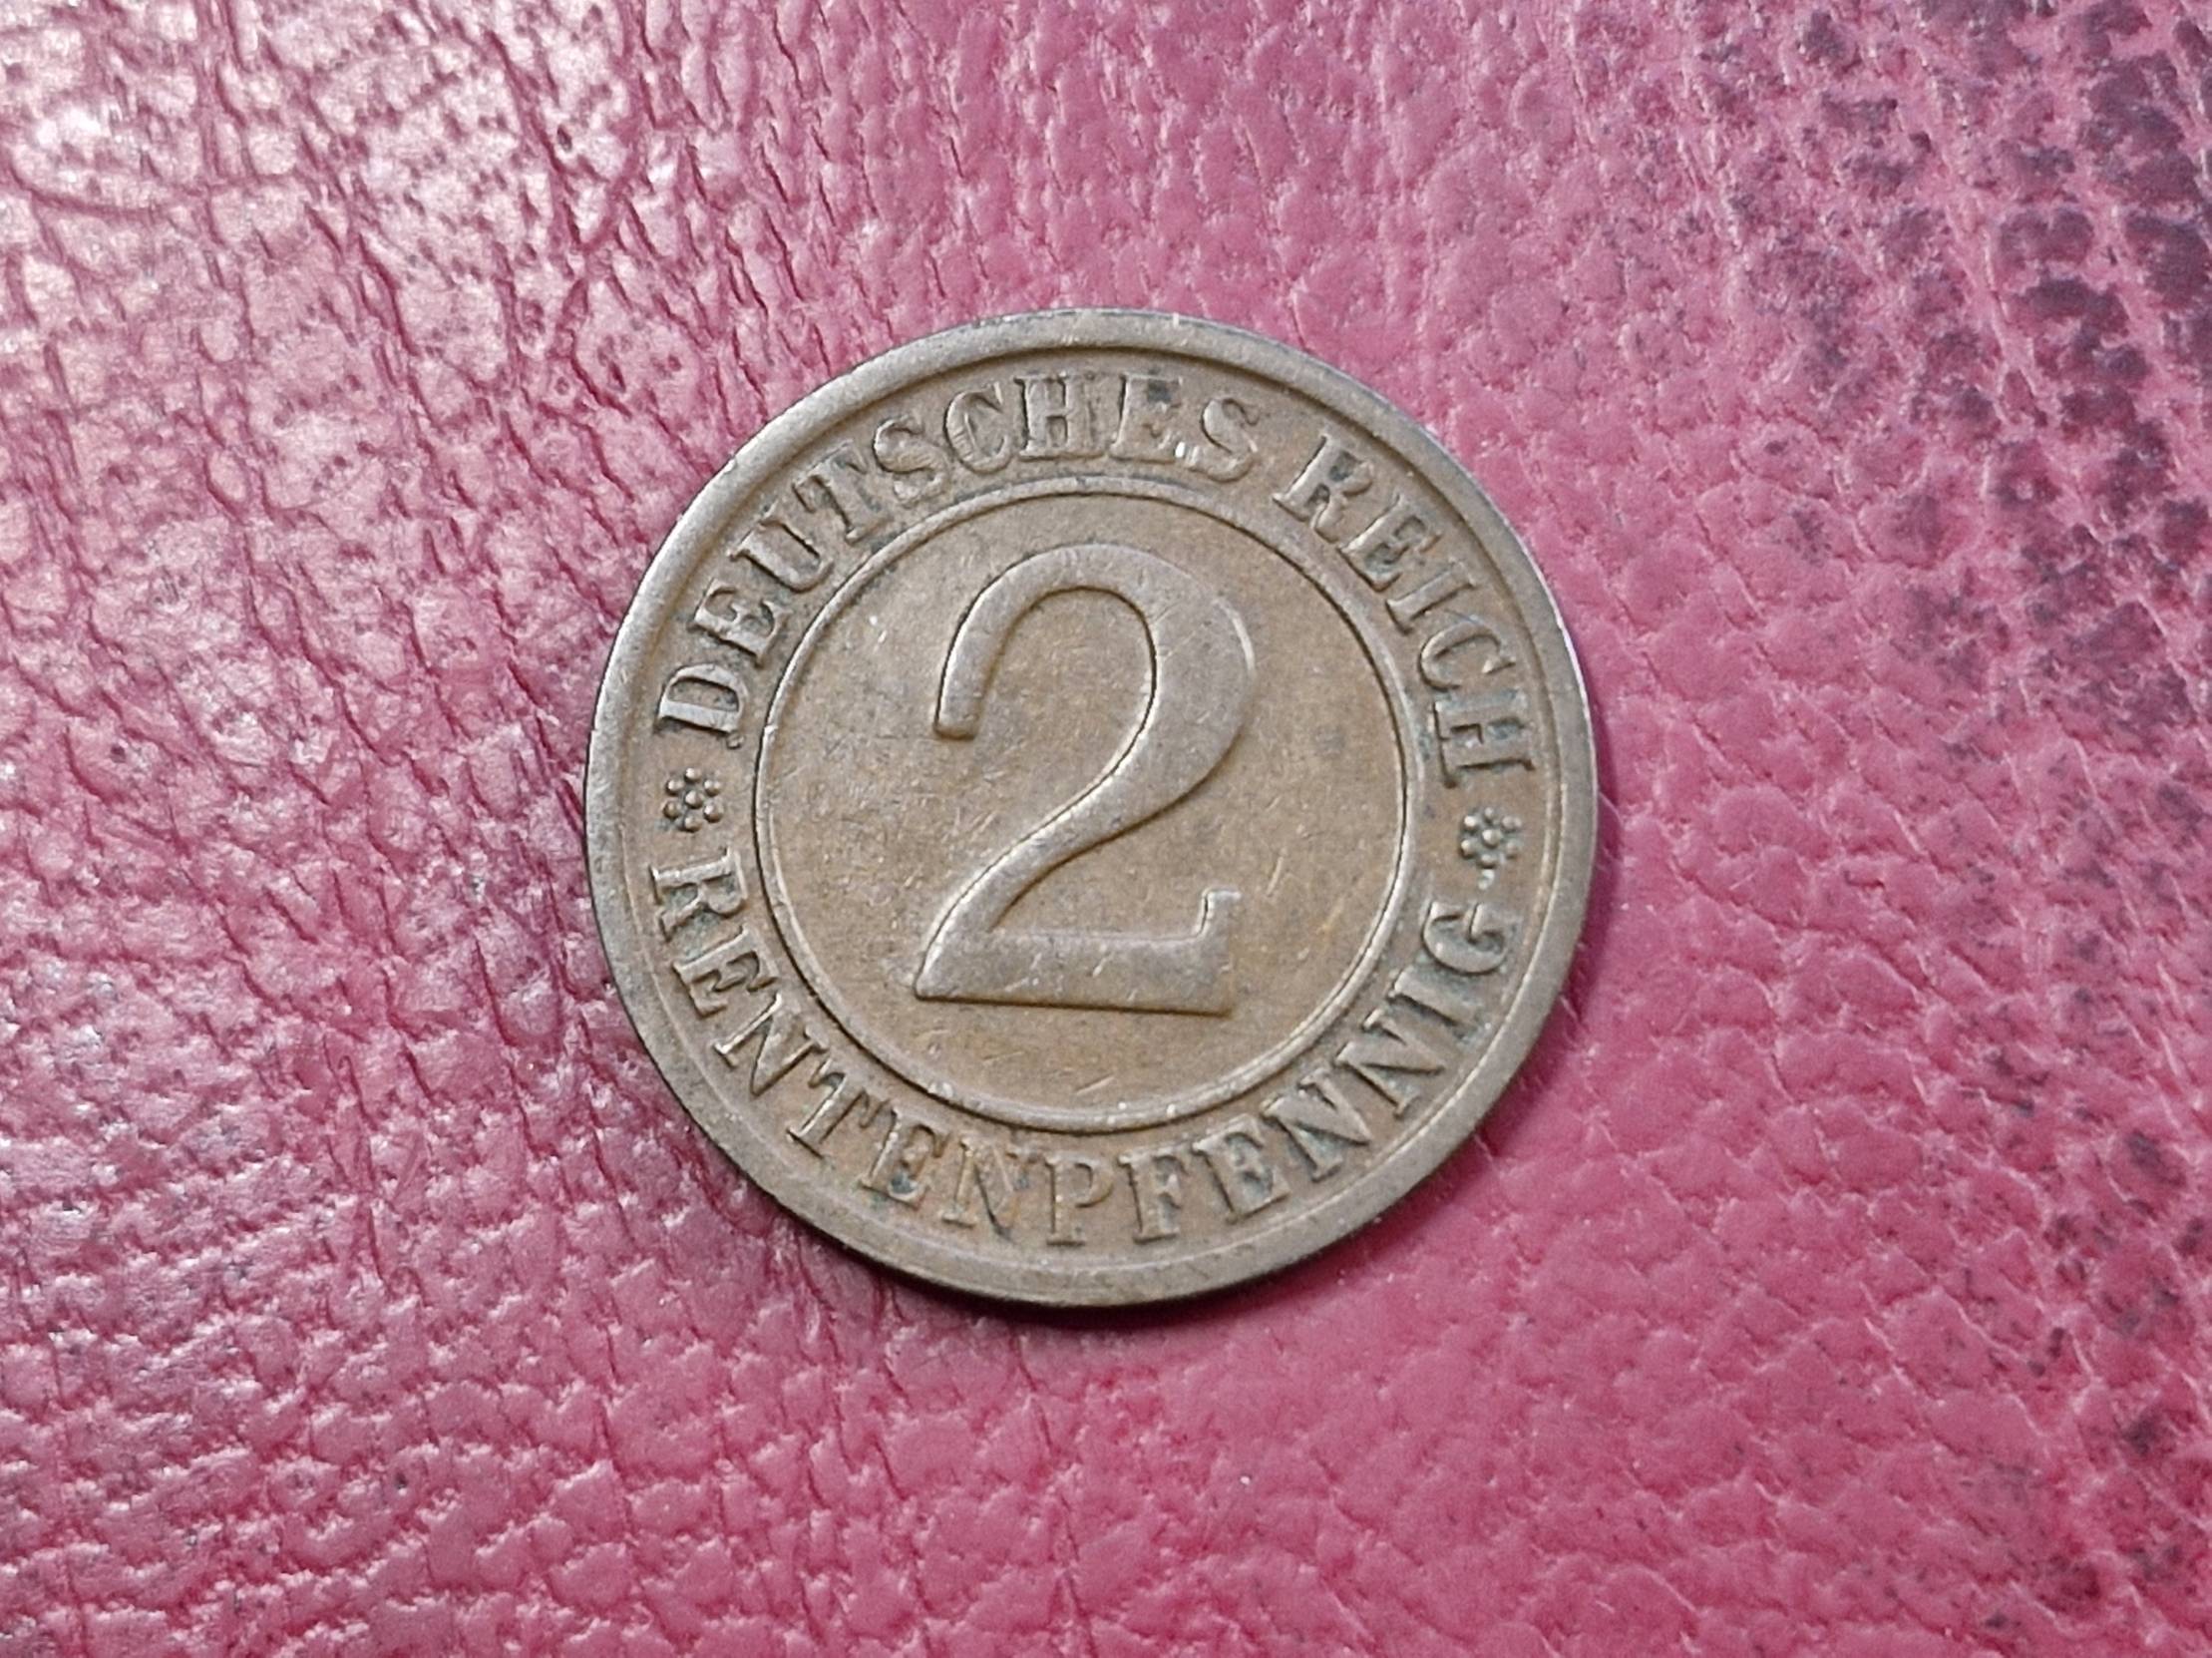 DEUTSCHES REICH
2
RENTENPFENNIG